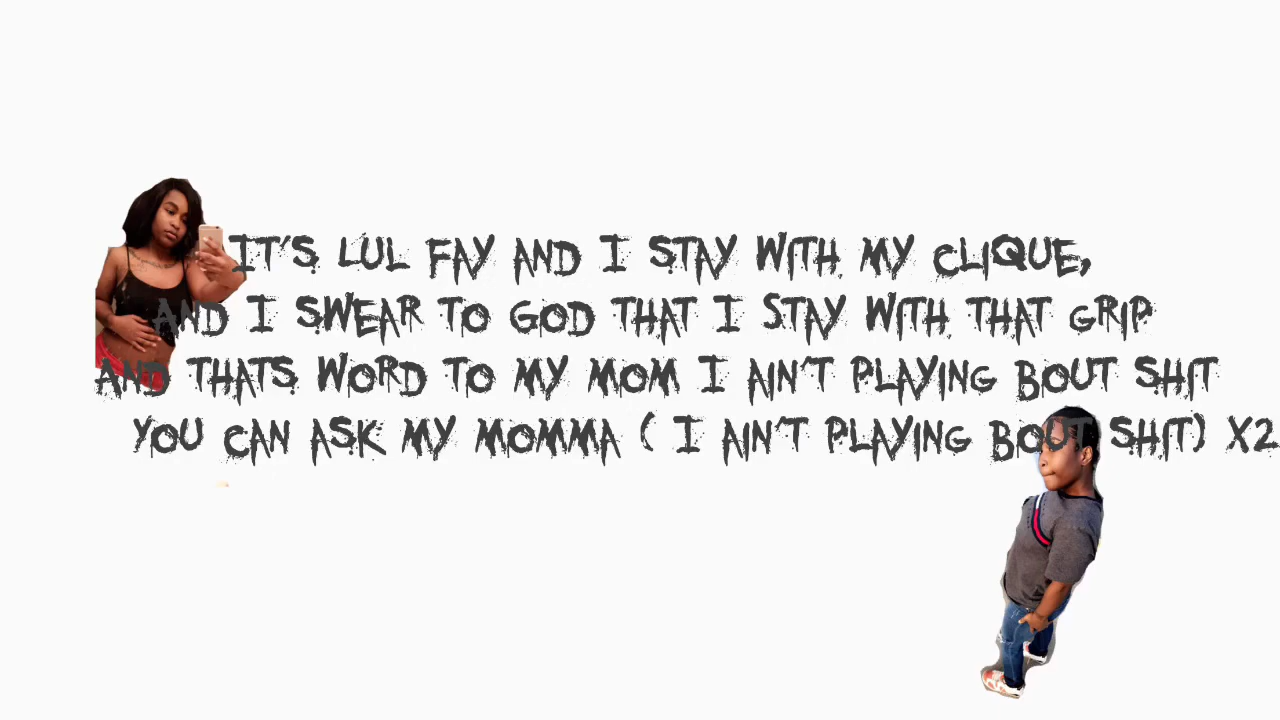 IT'S LUL FAY AND I STAY WITH MY CLIQUE,
AND I SWEAR TO GOD THAT I STAY WITH THAT GRIP
AND THATS WORD TO MY MOM I AIN'T PLAYING BOUT SHIT
YOU CAN ASK MY MOMMA ( I AIN'T PLAYING BOUT SHIT) X2